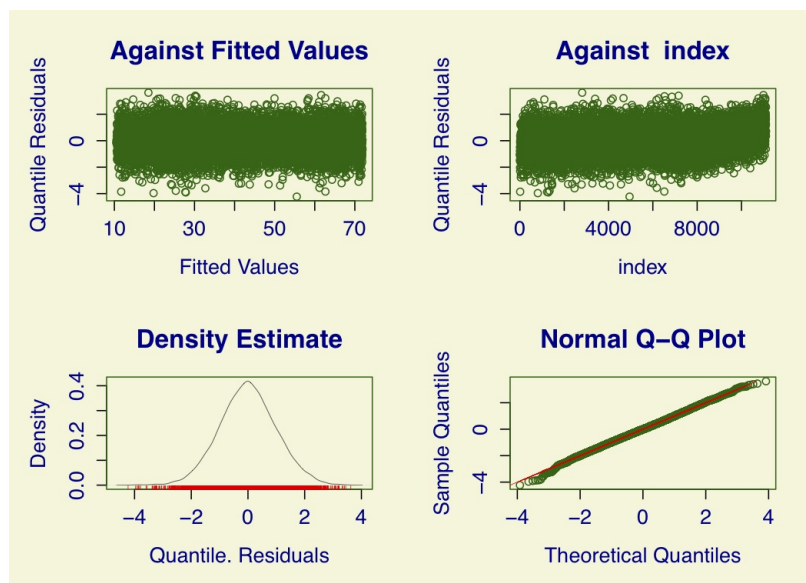 Against Fitted Values
Quantile Residuals
−4 0
10 30 50 70
Fitted Values
Against index
Quantile Residuals
−4 0
0 4000 8000
index
Density Estimate
Density
0.0 0.2 0.4
−4 −2 0 2 4
Quantile. Residuals
Normal Q−Q Plot
Sample Quantiles
−4 0
−4 −2 0 2 4
Theoretical Quantiles